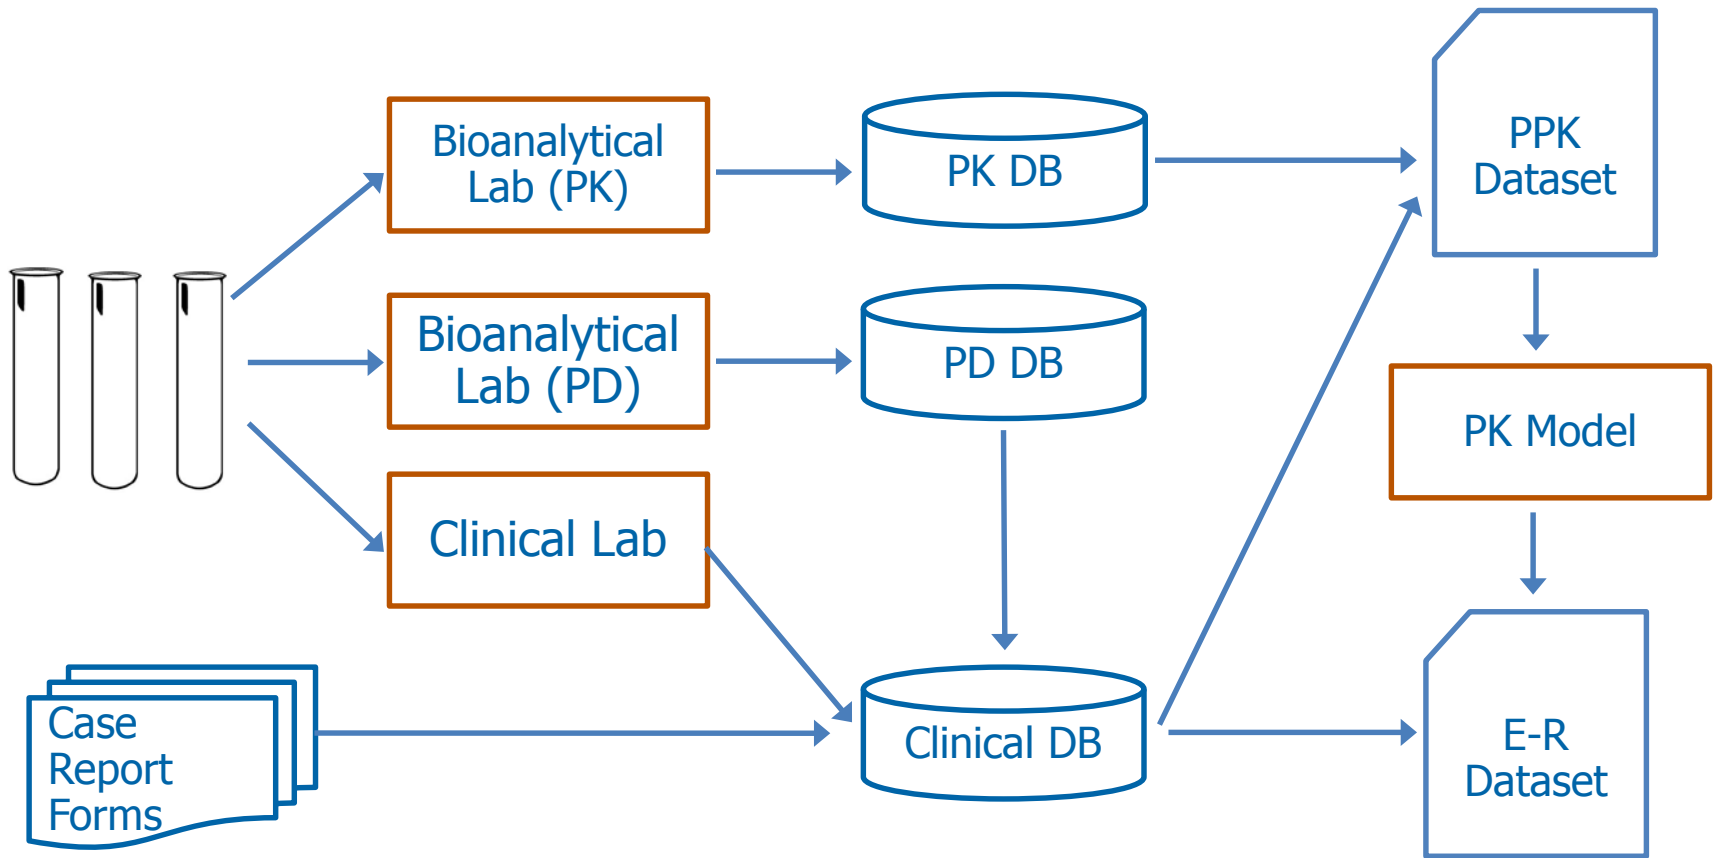 Bioanalytical
Lab (PK)
PK DB
PPK
Dataset
Bioanalytical
Lab (PD)
PD DB
PK Model
Clinical Lab
Case
Report
Forms
Clinical DB
E-R
Dataset